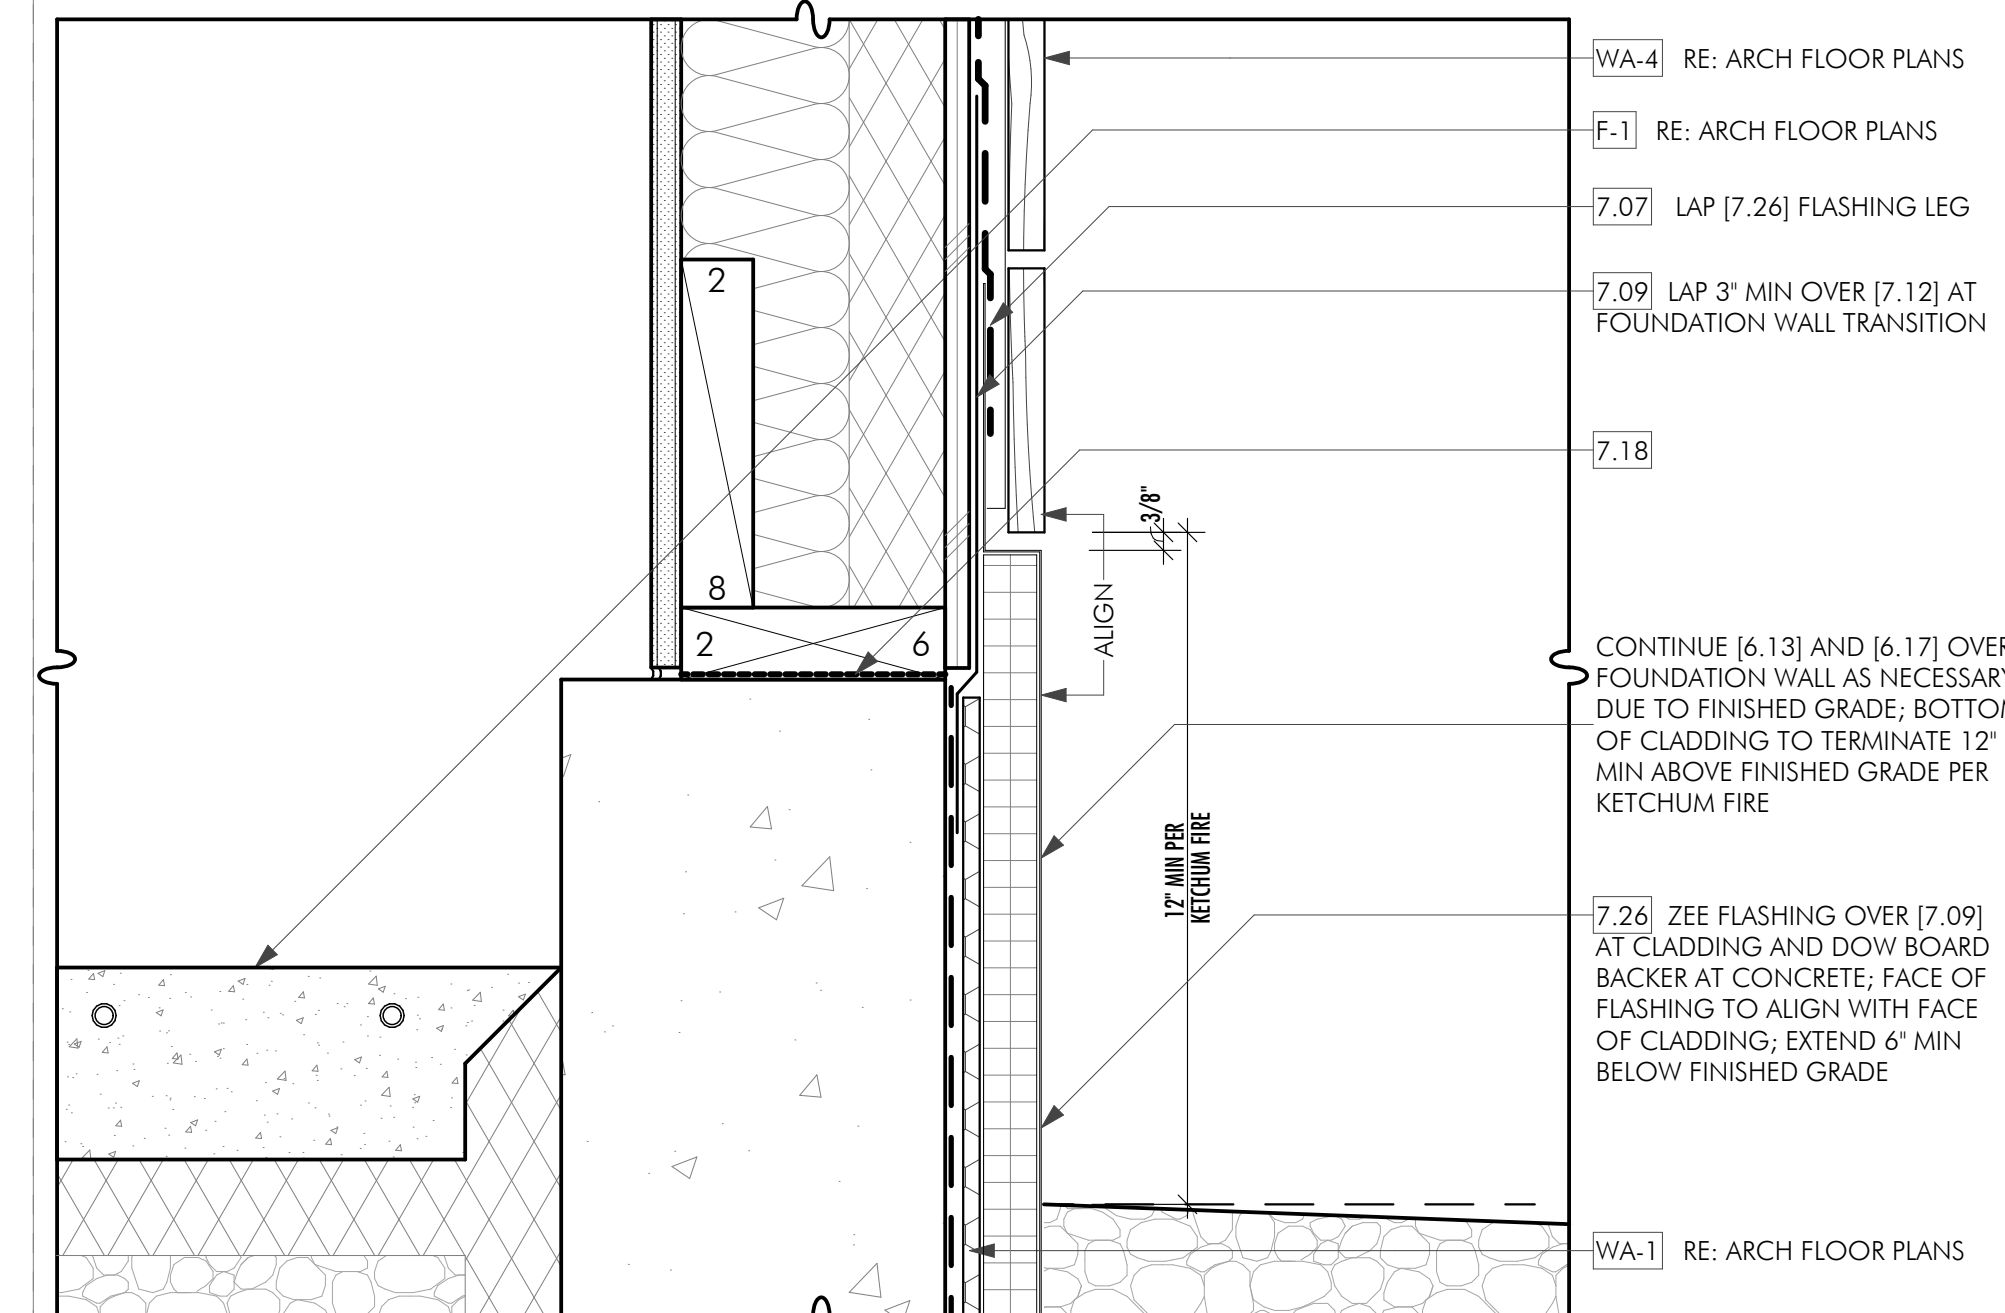 WA-4 RE: ARCH FLOOR PLANS
F-1 RE: ARCH FLOOR PLANS
7.07 LAP [7.26] FLASHING LEG
7.09 LAP 3" MIN OVER [7.12] AT
FOUNDATION WALL TRANSITION
2
8
2 6
7.18
3/8"
ALIGN
12" MIN PER
KETCHUM FIRE
CONTINUE [6.13] AND [6.17] OVER
FOUNDATION WALL AS NECESSARY
DUE TO FINISHED GRADE; BOTTOM
OF CLADDING TO TERMINATE 12"
MIN ABOVE FINISHED GRADE PER
KETCHUM FIRE
7.26 ZEE FLASHING OVER [7.09]
AT CLADDING AND DOW BOARD
BACKER AT CONCRETE; FACE OF
FLASHING TO ALIGN WITH FACE
OF CLADDING; EXTEND 6" MIN
BELOW FINISHED GRADE
WA-1 RE: ARCH FLOOR PLANS